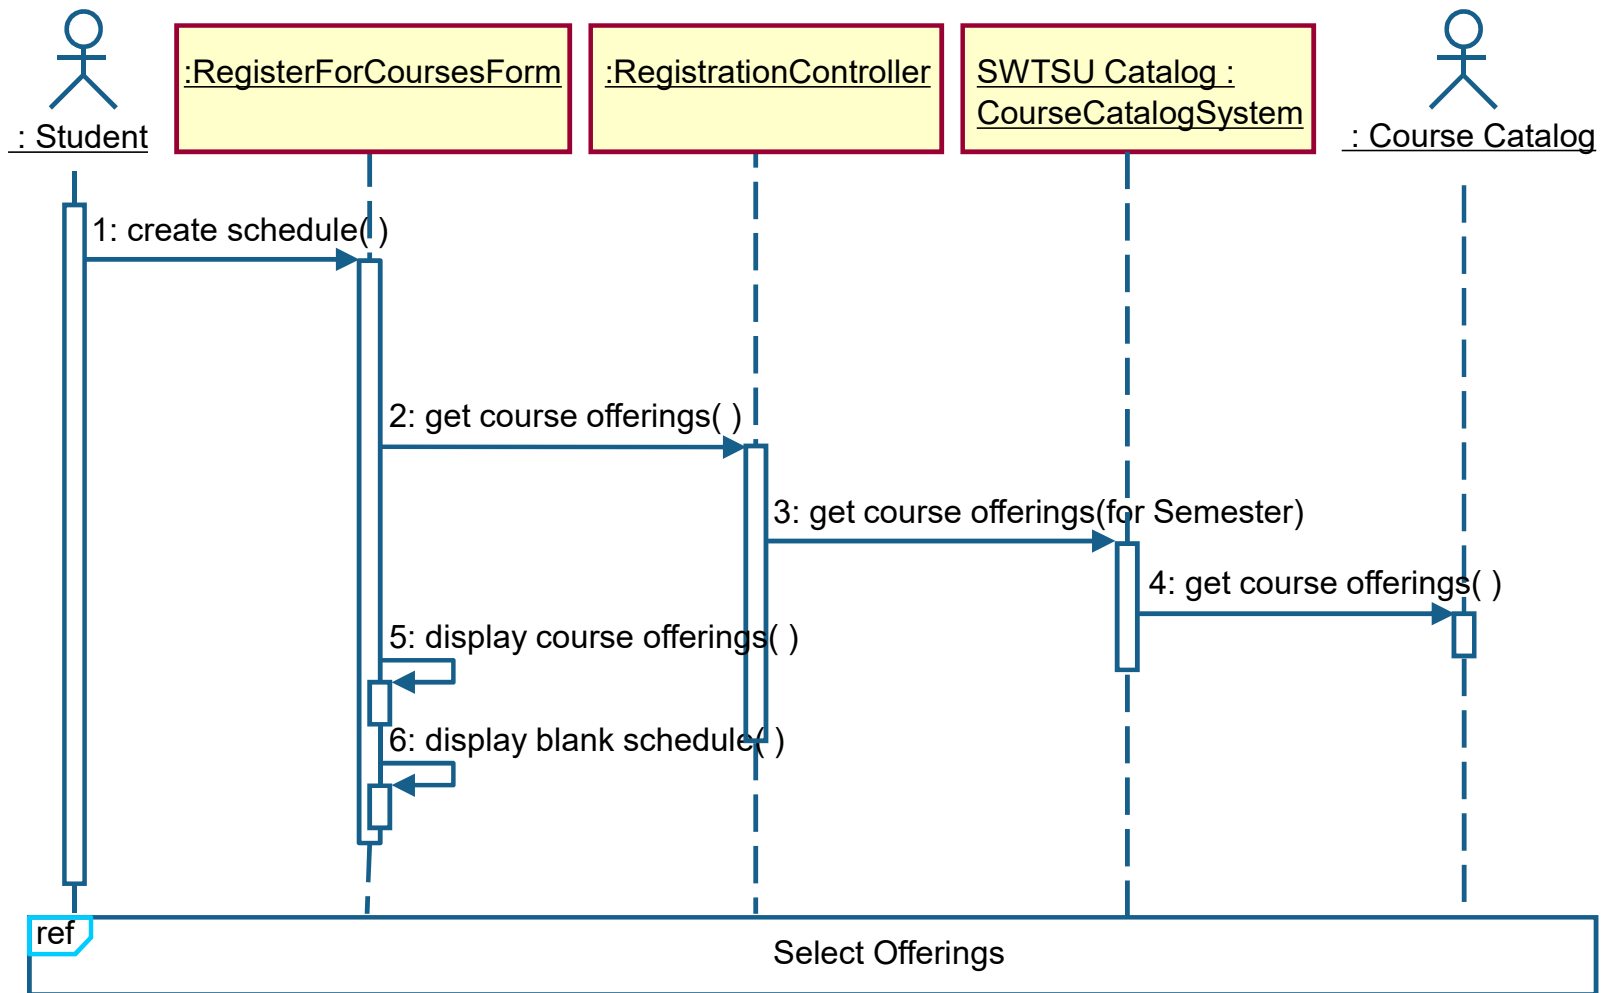 : Student
:RegisterForCoursesForm
:RegistrationController
SWTSU Catalog :
CourseCatalogSystem
: Course Catalog
1: create schedule( )
2: get course offerings( )
3: get course offerings(for Semester)
4: get course offerings( )
5: display course offerings( )
6: display blank schedule( )
ref
Select Offerings